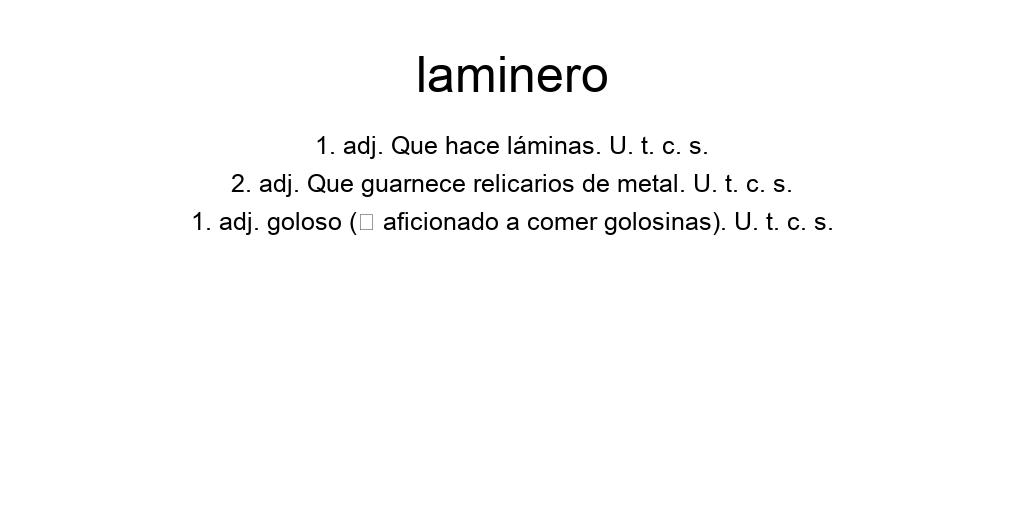 laminero
1. adj. Que hace láminas. U. t. c. s.
2. adj. Que guarnece relicarios de metal. U. t. c. s.
1. adj. goloso (▯ aficionado a comer golosinas). U. t. c. s.